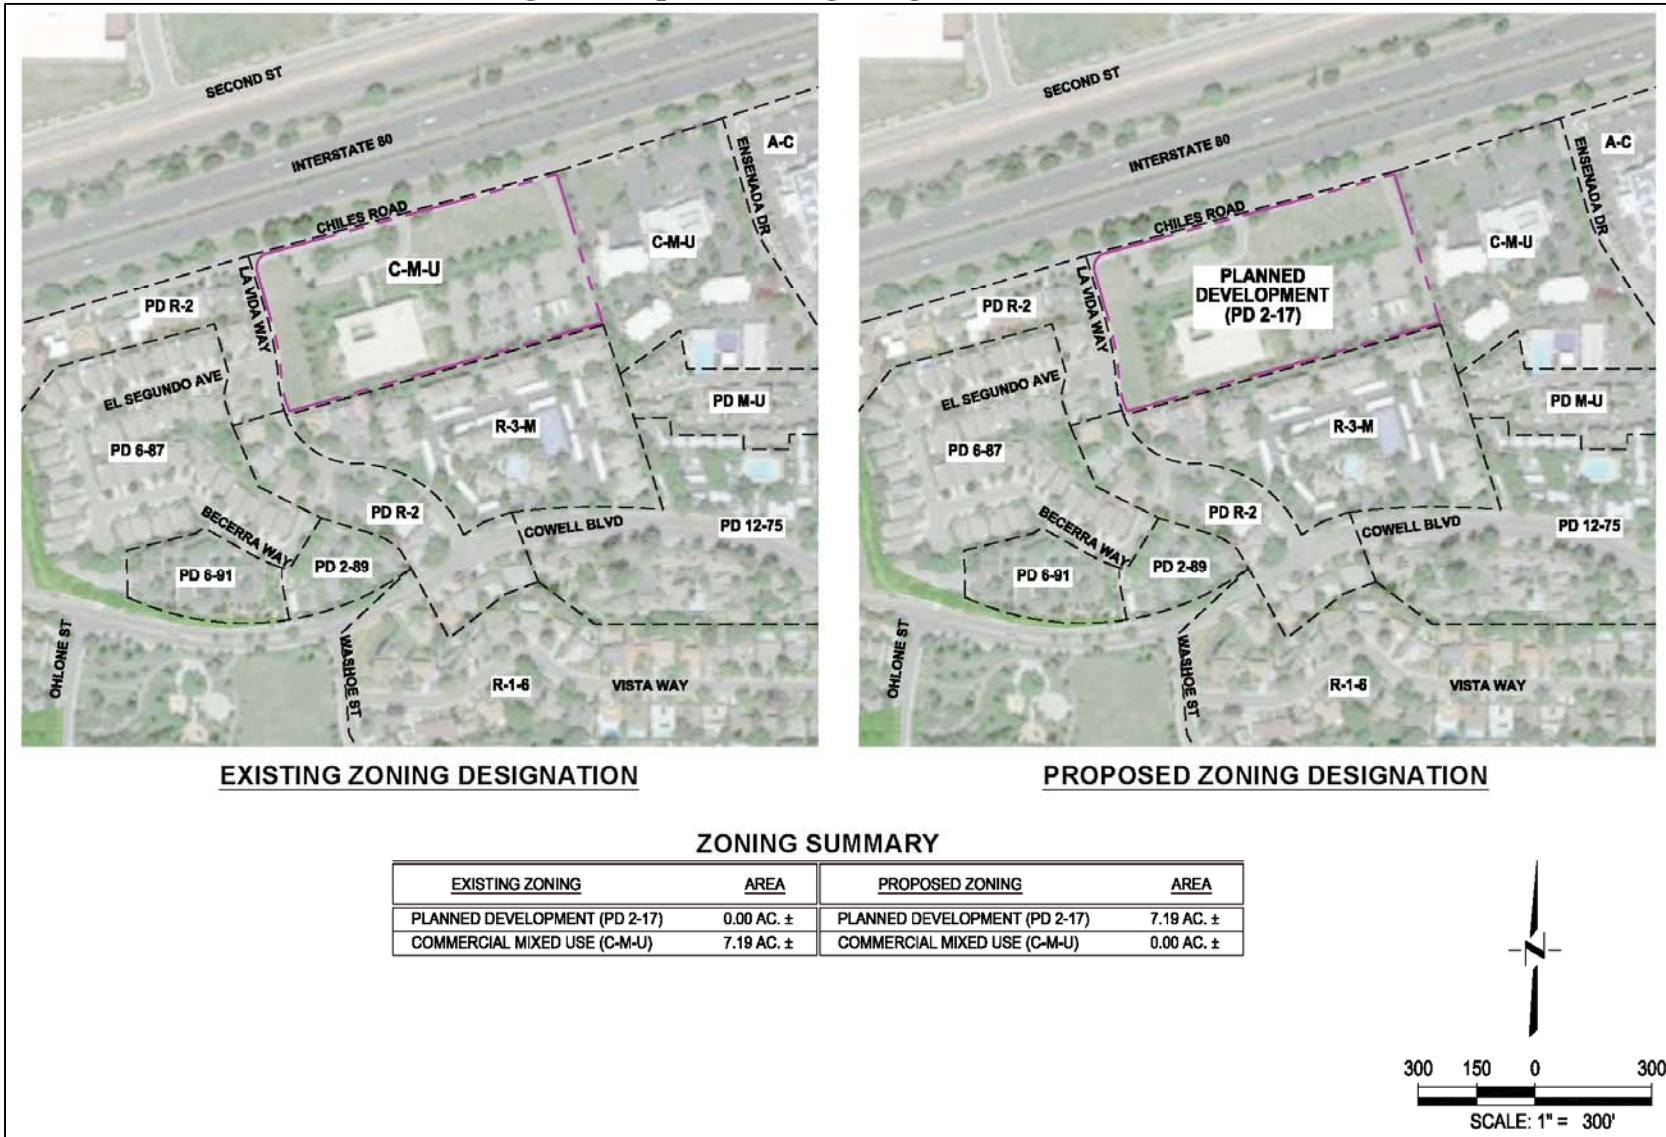 SECOND ST
INTERSTATE 80
A-C
ENSENADA DR
CHILES ROAD
C-M-U
C-M-U
LA VIDA WAY
PD R-2
EL SEGUNDO AVE
PD M-U
R-3-M
PD 6-87
PD R-2
BECERRA WAY
COWELL BLVD
PD 12-75
PD 6-91
PD 2-89
OHLONE ST
WASHOE ST
R-1-6
VISTA WAY
EXISTING ZONING DESIGNATION
SECOND ST
INTERSTATE 80
A-C
ENSENADA DR
CHILES ROAD
C-M-U
PLANNED
DEVELOPMENT
(PD 2-17)
LA VIDA WAY
PD R-2
EL SEGUNDO AVE
PD M-U
R-3-M
PD 6-87
PD R-2
BECERRA WAY
COWELL BLVD
PD 12-75
PD 6-91
PD 2-89
OHLONE ST
WASHOE ST
R-1-6
VISTA WAY
PROPOSED ZONING DESIGNATION
ZONING SUMMARY
EXISTING ZONING AREA PROPOSED ZONING AREA
PLANNED DEVELOPMENT (PD 2-17) 0.00 AC. ± PLANNED DEVELOPMENT (PD 2-17) 7.19 AC. ±
COMMERCIAL MIXED USE (C-M-U) 7.19 AC. ± COMMERCIAL MIXED USE (C-M-U) 0.00 AC. ±
N
300 150 0 300
SCALE: 1" = 300'